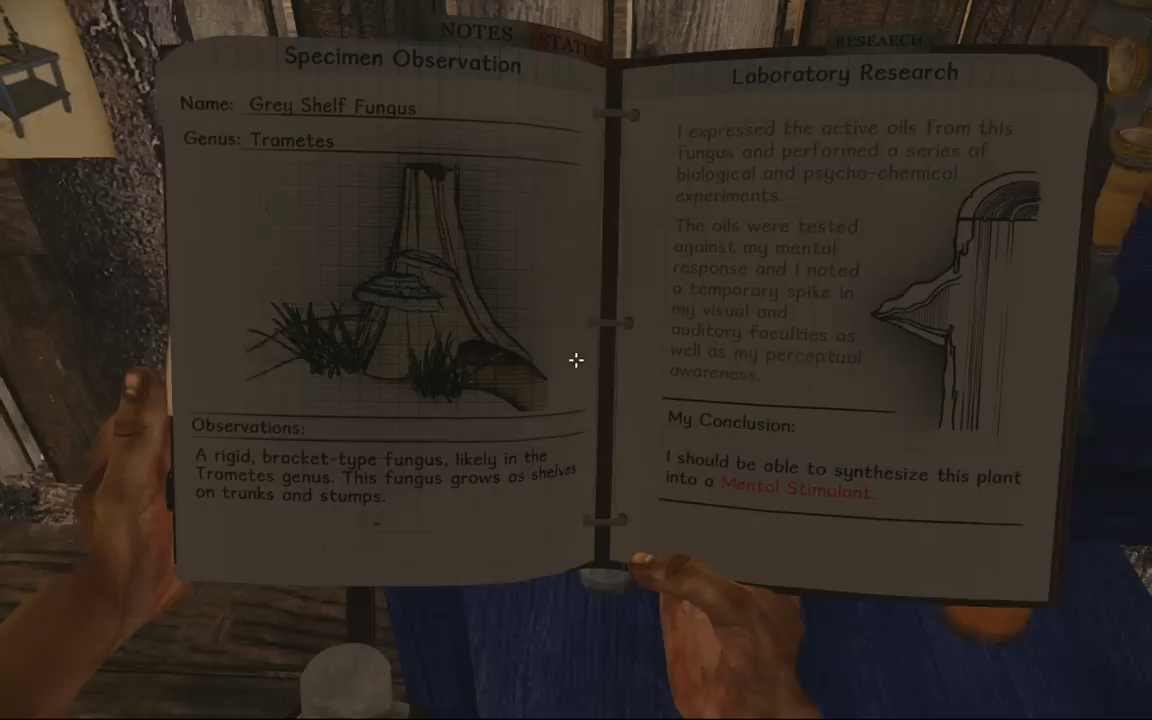 NOTES
STATUS
RESEARCH
Specimen Observation
Name: Grey Shelf Fungus
Genus: Trametes
Observations:
A rigid, bracket-type fungus, likely in the
Trametes genus. This fungus grows as shelves
on trunks and stumps.
Laboratory Research
I expressed the active oils from this
fungus and performed a series of
biological and psycho-chemical
experiments.
The oils were tested
against my mental
response and I noted
a temporary spike in
my visual and
auditory faculties as
well as my perceptual
awareness.
My Conclusion:
I should be able to synthesize this plant
into a Mental Stimulant.